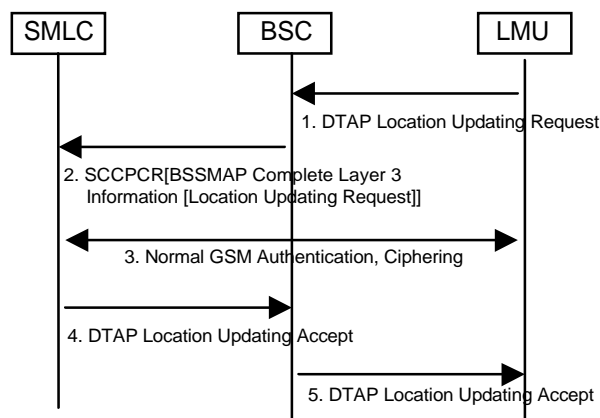 SMLC
BSC
LMU
1. DTAP Location Updating Request
2. SCCPCR[BSSMAP Complete Layer 3
Information [Location Updating Request]]
3. Normal GSM Authentication, Ciphering
4. DTAP Location Updating Accept
5. DTAP Location Updating Accept